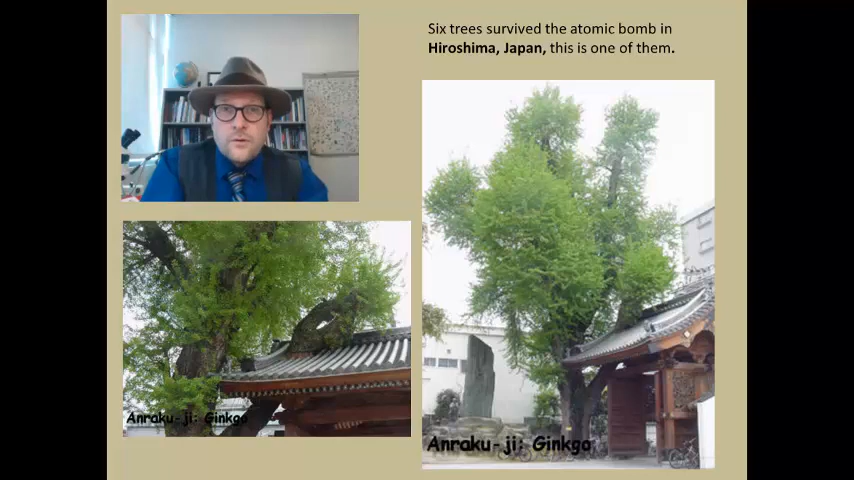 Six trees survived the atomic bomb in
Hiroshima, Japan, this is one of them.
Anraku-ji: Ginkgo
Anraku-ji: Ginkgo